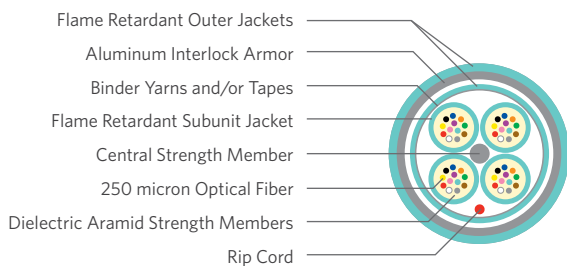 Flame Retardant Outer Jackets
Aluminum Interlock Armor
Binder Yarns and/or Tapes
Flame Retardant Subunit Jacket
Central Strength Member
250 micron Optical Fiber
Dielectric Aramid Strength Members
Rip Cord